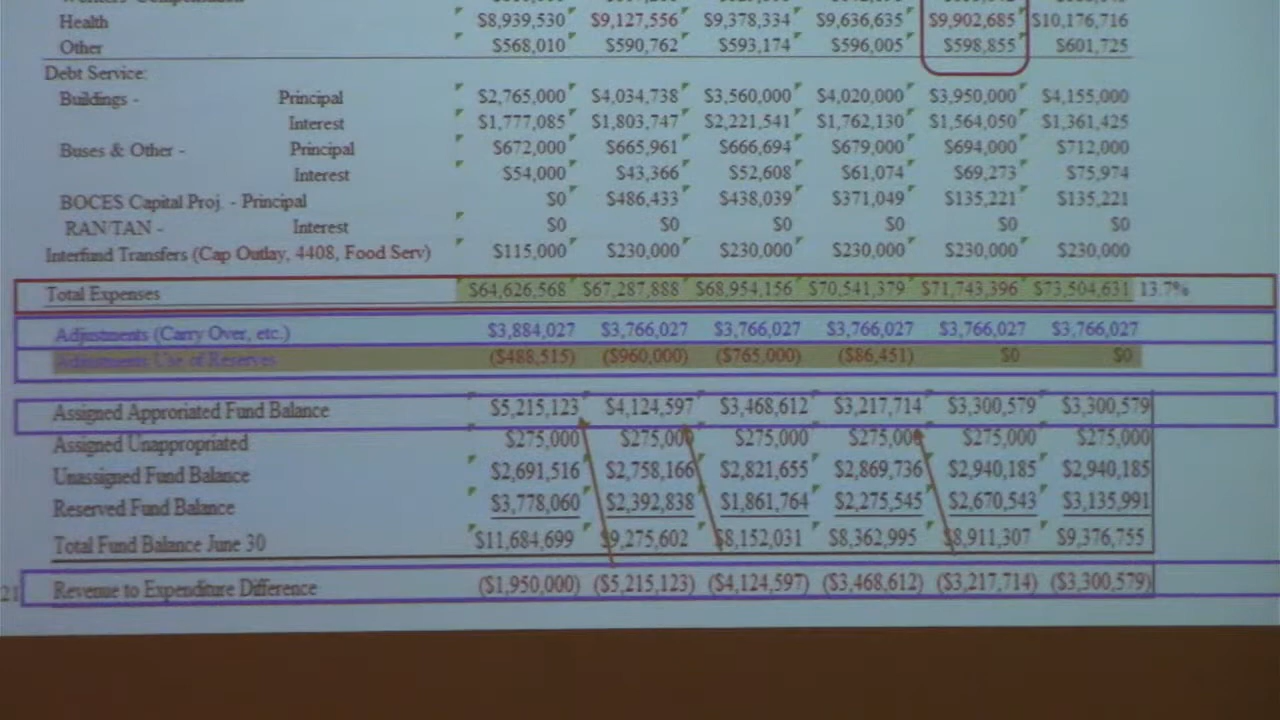 Health $8,939,530 $9,127,556 $9,378,334 $9,636,635 $9,902,685 $10,176,716
Other $568,010 $590,762 $593,174 $596,005 $598,855 $601,725
Debt Service:
Buildings - Principal $2,765,000 $4,034,738 $3,560,000 $4,020,000 $3,950,000 $4,155,000
Interest $1,777,085 $1,803,747 $2,221,541 $1,762,130 $1,564,050 $1,361,425
Buses & Other - Principal $672,000 $665,961 $666,694 $679,000 $694,000 $712,000
Interest $54,000 $43,366 $52,608 $61,074 $69,273 $75,974
BOCES Capital Proj. - Principal $0 $486,433 $438,039 $371,049 $135,221 $135,221
RAN/TAN - Interest $0 $0 $0 $0 $0 $0
Interfund Transfers (Cap Outlay, 4408, Food Serv) $115,000 $230,000 $230,000 $230,000 $230,000 $230,000
Total Expenses $64,626,568 $67,287,888 $68,954,156 $70,541,379 $71,743,396 $73,504,631 13.7%
Adjustments (Carry Over, etc.) $3,884,027 $3,766,027 $3,766,027 $3,766,027 $3,766,027 $3,766,027
Adjustments Use of Reserves ($488,515) ($960,000) ($765,000) ($86,451) $0 $0
Assigned Approriated Fund Balance $5,215,123 $4,124,597 $3,468,612 $3,217,714 $3,300,579 $3,300,579
Assigned Unappropriated $275,000 $275,000 $275,000 $275,000 $275,000 $275,000
Unassigned Fund Balance $2,691,516 $2,758,166 $2,821,655 $2,869,736 $2,940,185 $2,940,185
Reserved Fund Balance $3,778,060 $2,392,838 $1,861,764 $2,275,545 $2,670,543 $3,135,991
Total Fund Balance June 30 $11,684,699 $9,275,602 $8,152,031 $8,362,995 $8,911,307 $9,376,755
21 Revenue to Expenditure Difference ($1,950,000) ($5,215,123) ($4,124,597) ($3,468,612) ($3,217,714) ($3,300,579)